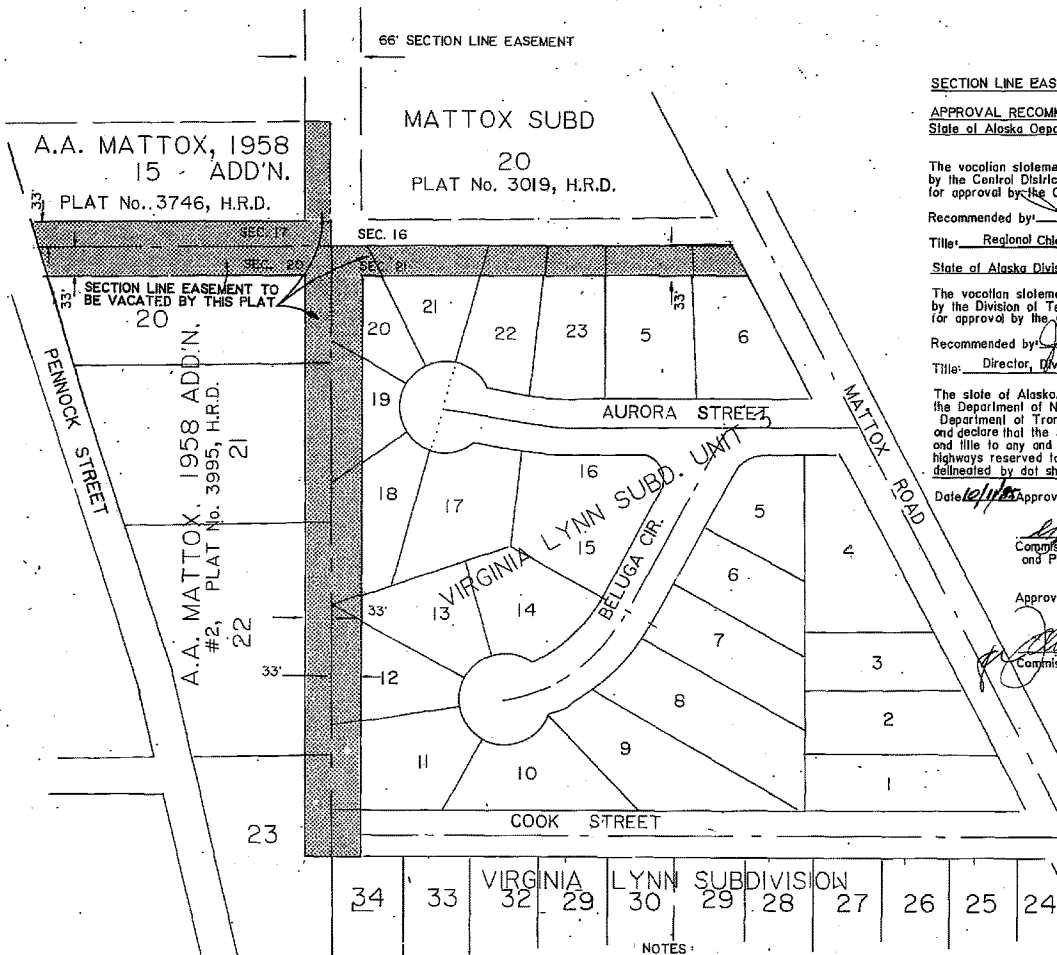 66' SECTION LINE EASEMENT
A.A. MATTOX, 1958
15 - ADD'N.
PLAT No. 3746, H.R.D.
MATTOX SUBD
20
PLAT No. 3019, H.R.D.
33'
SEC. 17
SEC. 16
SEC. 20
SEC. 21
33'
33'
SECTION LINE EASEMENT TO
BE VACATED BY THIS PLAT
20
PENNOCK STREET
A.A. MATTOX, 1958 ADD'N.
#2, PLAT No. 3995, H.R.D.
21
22
23
20
21
22
23
5
6
19
AURORA STREET
MATTOX ROAD
18
17
16
15
VIRGINIA LYNN SUBD. UNIT
BELUGA CIR.
5
4
6
33'
13
14
7
33'
12
3
8
2
11
10
9
1
COOK STREET
VIRGINIA LYNN SUBDIVISION
34
33
32
29
30
29
28
27
26
25
24
NOTES:
SECTION LINE EAS
APPROVAL RECOMM
State of Alaska Depa
The vocation stateme
by the Central Distric
for approval by the C
Recommended by:
Title: Regional Chi
State of Alaska Divis
The vocation stateme
by the Division of Te
for approval by the
Recommended by:
Title: Director, Div
The state of Alaska,
the Department of N
Department of Tran
and declare that the
and title to any and
highways reserved to
delineated by dot sh
Date 10/11/85 Approv
Commis
and P
Approv
Commis